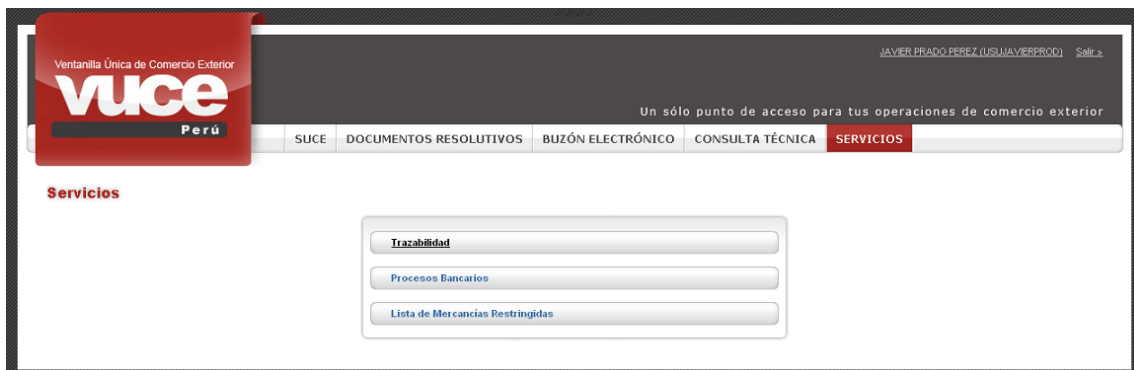 Ventanilla Única de Comercio Exterior
vuce
Perú
JAVIER PRADO PEREZ (USUJAVIERPROD) Salir »
Un sólo punto de acceso para tus operaciones de comercio exterior
SUCE DOCUMENTOS RESOLUTIVOS BUZÓN ELECTRÓNICO CONSULTA TÉCNICA SERVICIOS
Servicios
Trazabilidad
Procesos Bancarios
Lista de Mercancías Restringidas